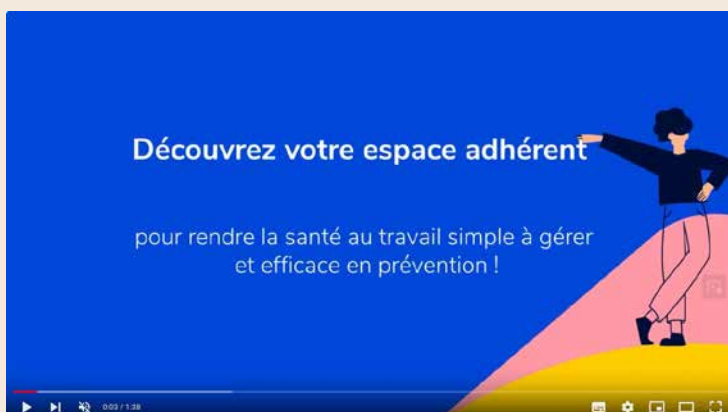 Découvrez votre espace adhérent
pour rendre la santé au travail simple à gérer
et efficace en prévention !
0:03 / 1:38